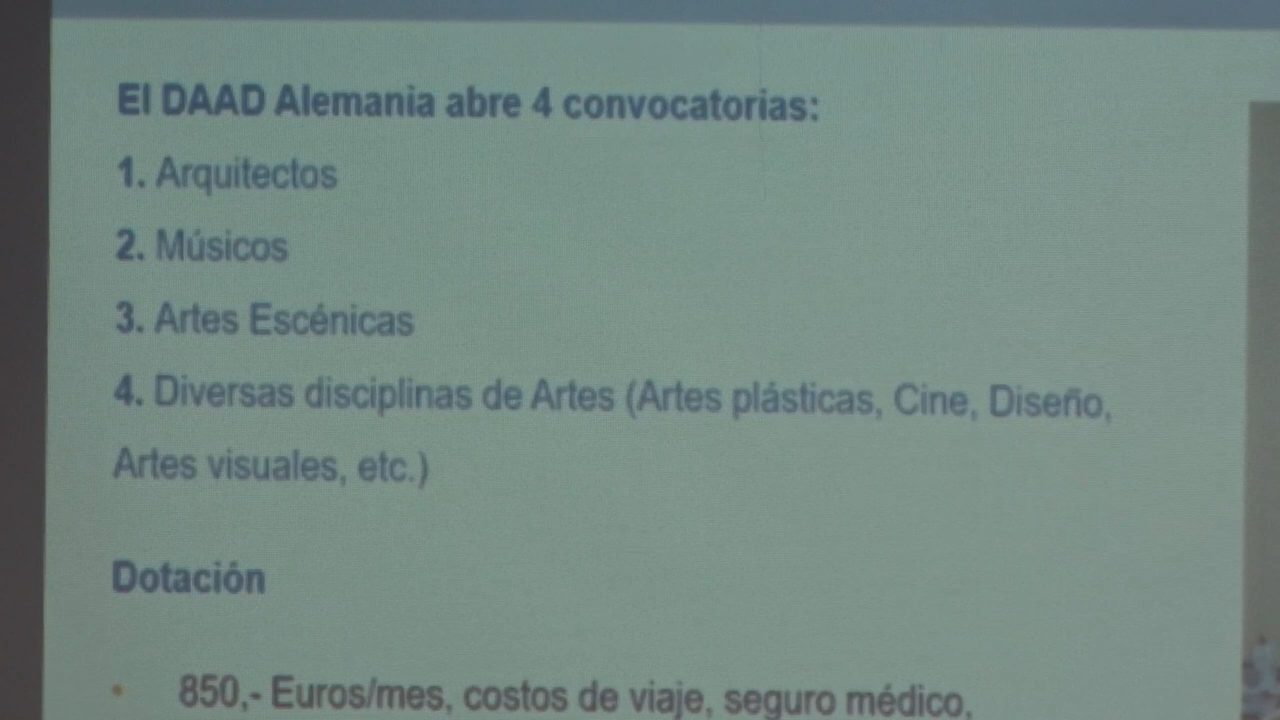 El DAAD Alemania abre 4 convocatorias:
1. Arquitectos
2. Músicos
3. Artes Escénicas
4. Diversas disciplinas de Artes (Artes plásticas, Cine, Diseño,
Artes visuales, etc.)
Dotación
• 850,- Euros/mes, costos de viaje, seguro médico,